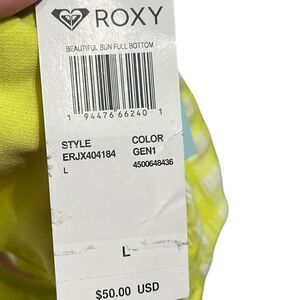 ROXY
BEAUTIFUL SUN FULL BOTTOM
1 94476 66240 1
STYLE COLOR
ERJX404184 GEN1
L 4500648436
L
$50.00 USD